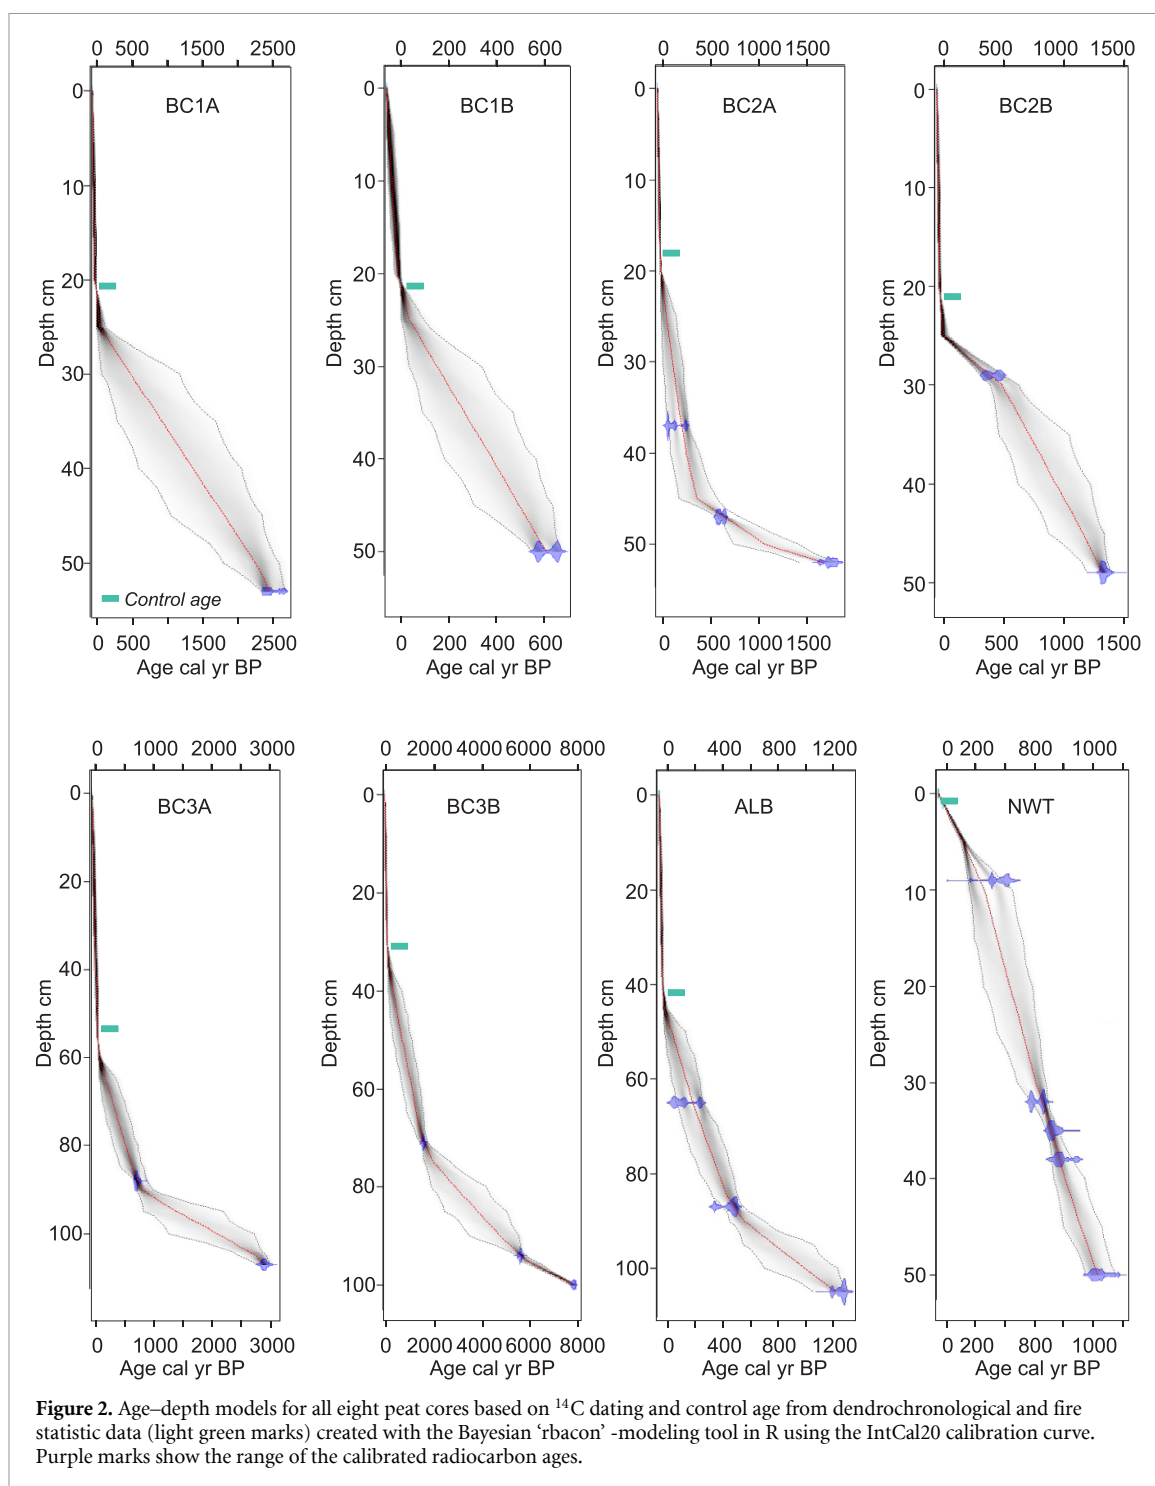 0 500 1500 2500
0
10
20
30
40
50
Depth cm
BC1A
Control age
0 500 1500 2500
Age cal yr BP
0 200 400 600
0
10
20
30
40
50
Depth cm
BC1B
0 200 400 600
Age cal yr BP
0 500 1000 1500
0
10
20
30
40
50
Depth cm
BC2A
0 500 1000 1500
Age cal yr BP
0 500 1000 1500
0
10
20
30
40
50
Depth cm
BC2B
0 500 1000 1500
Age cal yr BP
0 1000 2000 3000
0
20
40
60
80
100
Depth cm
BC3A
0 1000 2000 3000
Age cal yr BP
0 2000 4000 6000 8000
0
20
40
60
80
100
Depth cm
BC3B
0 2000 4000 6000 8000
Age cal yr BP
0 400 800 1200
0
20
40
60
80
100
Depth cm
ALB
0 400 800 1200
Age cal yr BP
0 200 800 1000
0
10
20
30
40
50
Depth cm
NWT
0 200 800 1000
Age cal yr BP
Figure 2. Age–depth models for all eight peat cores based on ¹⁴C dating and control age from dendrochronological and fire
statistic data (light green marks) created with the Bayesian ‘rbacon’ -modeling tool in R using the IntCal20 calibration curve.
Purple marks show the range of the calibrated radiocarbon ages.